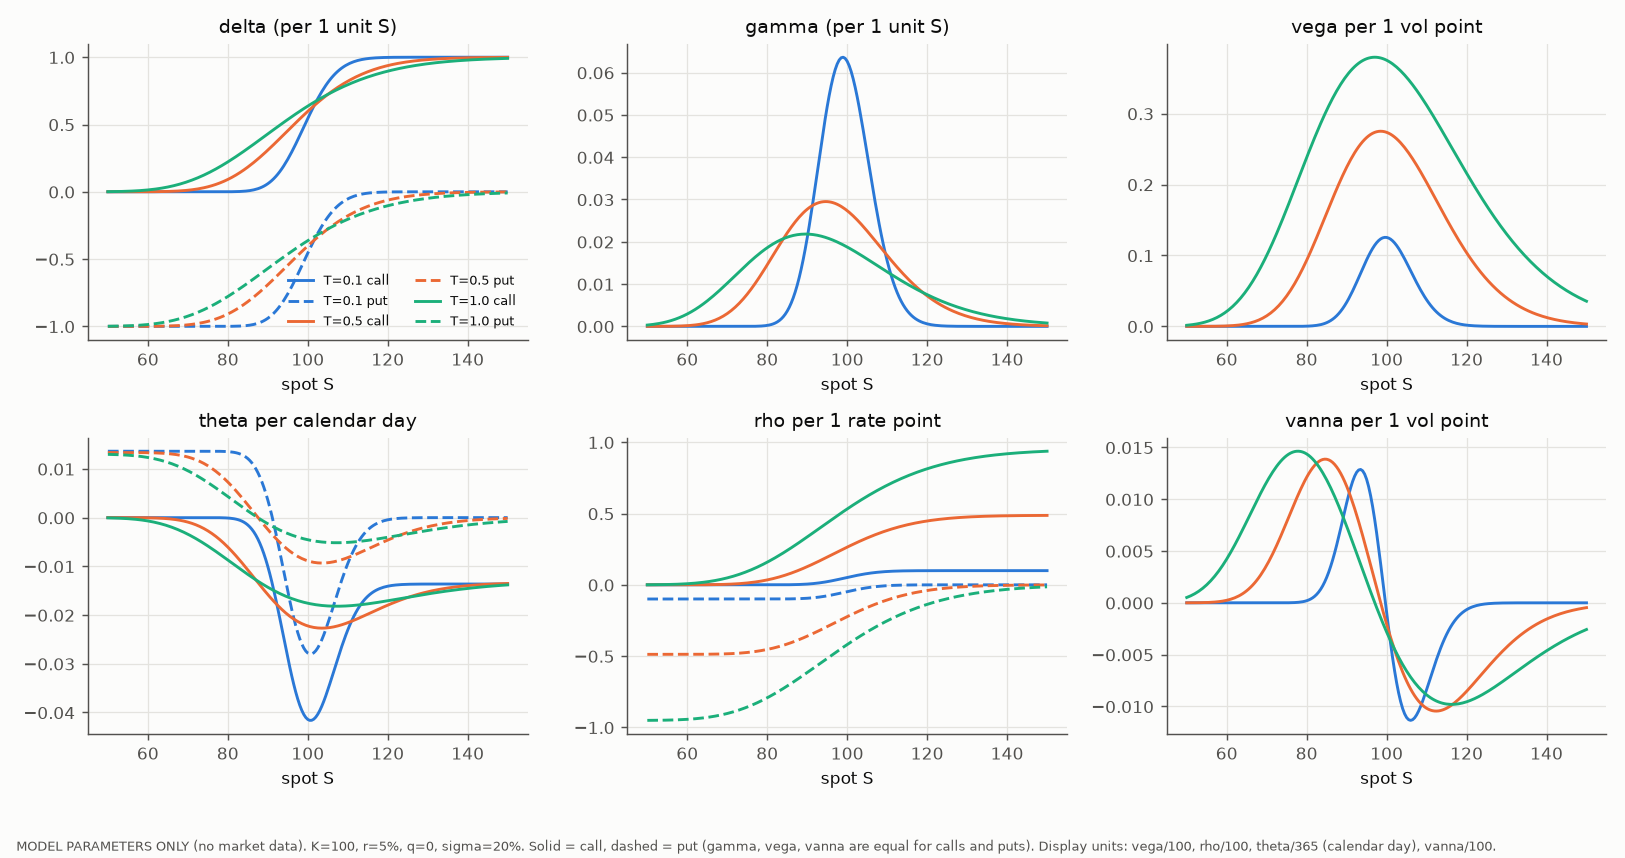 delta (per 1 unit S)
1.0
0.5
0.0
−0.5
−1.0
T=0.1 call
T=0.1 put
T=0.5 call
T=0.5 put
T=1.0 call
T=1.0 put
60 80 100 120 140
spot S
gamma (per 1 unit S)
0.06
0.05
0.04
0.03
0.02
0.01
0.00
60 80 100 120 140
spot S
vega per 1 vol point
0.3
0.2
0.1
0.0
60 80 100 120 140
spot S
theta per calendar day
0.01
0.00
−0.01
−0.02
−0.03
−0.04
60 80 100 120 140
spot S
rho per 1 rate point
1.0
0.5
0.0
−0.5
−1.0
60 80 100 120 140
spot S
vanna per 1 vol point
0.015
0.010
0.005
0.000
−0.005
−0.010
60 80 100 120 140
spot S
MODEL PARAMETERS ONLY (no market data). K=100, r=5%, q=0, sigma=20%. Solid = call, dashed = put (gamma, vega, vanna are equal for calls and puts). Display units: vega/100, rho/100, theta/365 (calendar day), vanna/100.